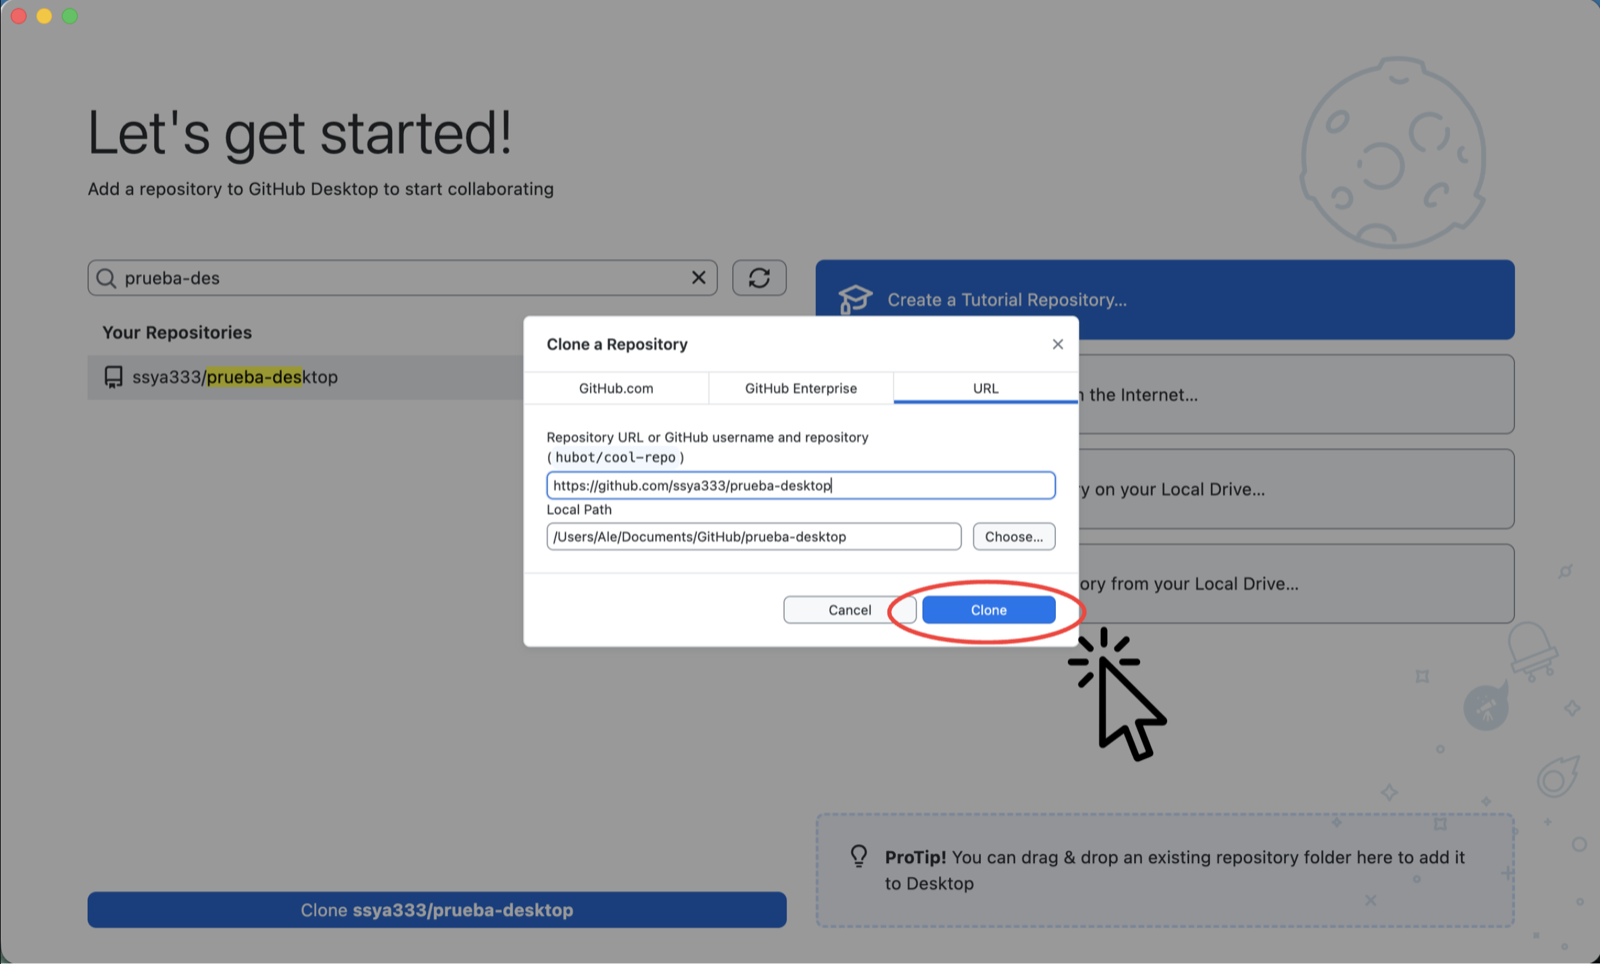 Let's get started!
Add a repository to GitHub Desktop to start collaborating
prueba-des
Your Repositories
ssya333/prueba-desktop
Clone ssya333/prueba-desktop
Create a Tutorial Repository...
the Internet...
y on your Local Drive...
ory from your Local Drive...
ProTip! You can drag & drop an existing repository folder here to add it
to Desktop
Clone a Repository
GitHub.com
GitHub Enterprise
URL
Repository URL or GitHub username and repository
(hubot/cool-repo)
https://github.com/ssya333/prueba-desktop
Local Path
/Users/Ale/Documents/GitHub/prueba-desktop
Choose...
Cancel
Clone